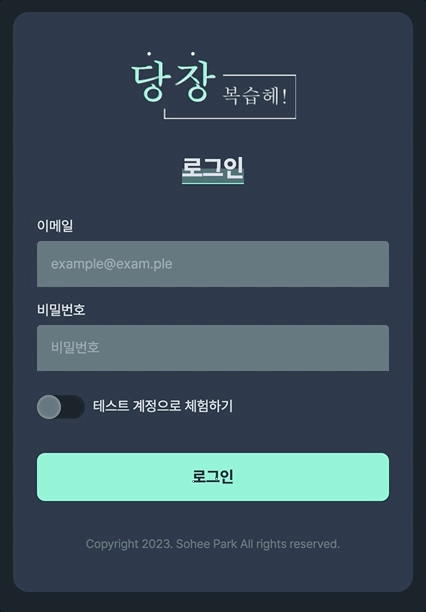 당장
복습헤!
로그인
이메일
example@exam.ple
비밀번호
비밀번호
테스트 계정으로 체험하기
로그인
Copyright 2023. Sohee Park All rights reserved.